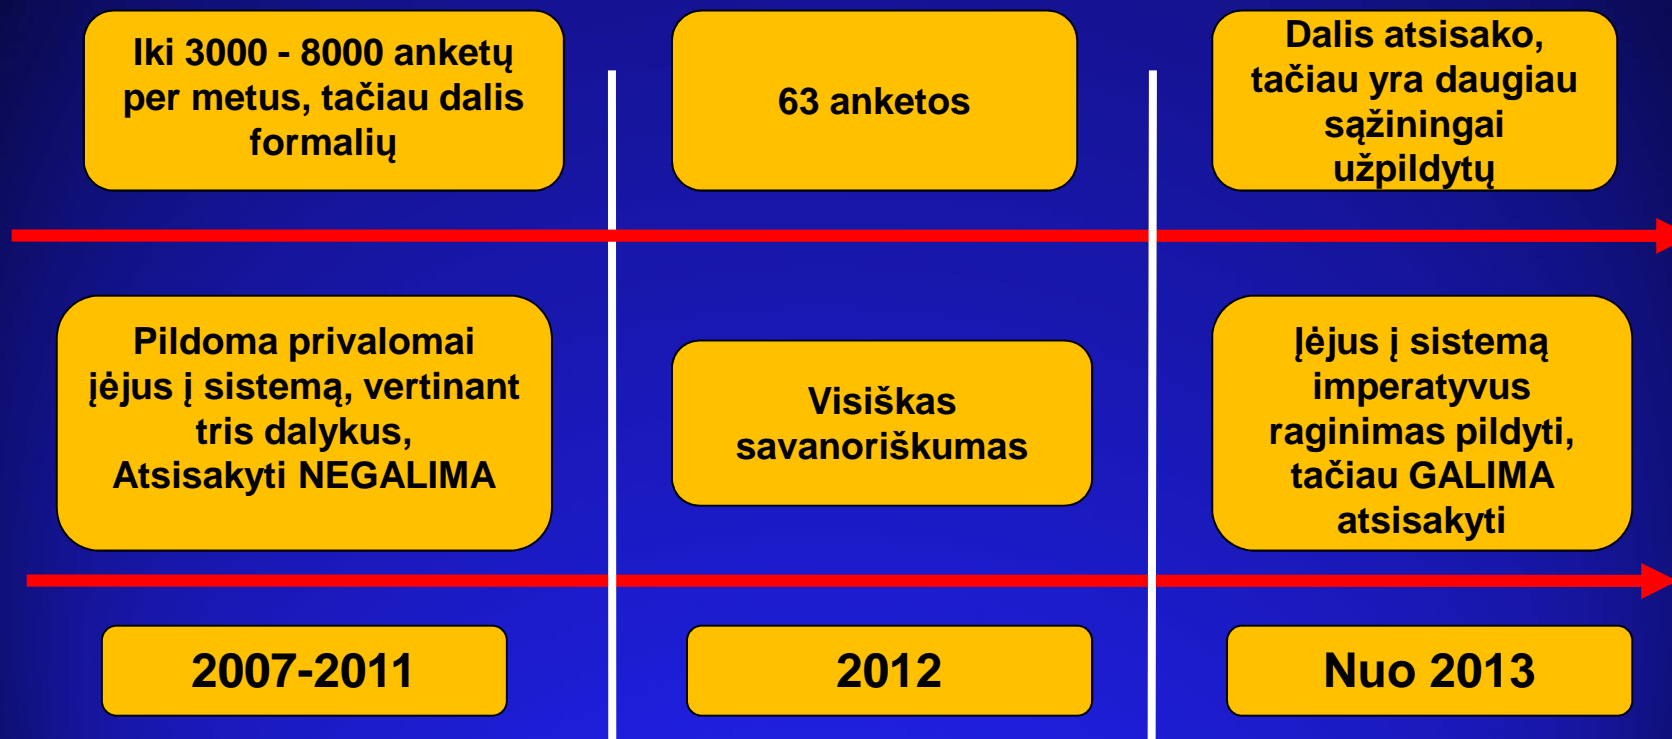 Iki 3000 - 8000 anketų
per metus, tačiau dalis
formalių
63 anketos
Dalis atsisako,
tačiau yra daugiau
sąžiningai
užpildytų
Pildoma privalomai
įėjus į sistemą, vertinant
tris dalykus,
Atsisakyti NEGALIMA
Visiškas
savanoriškumas
Įėjus į sistemą
imperatyvus
raginimas pildyti,
tačiau GALIMA
atsisakyti
2007-2011
2012
Nuo 2013